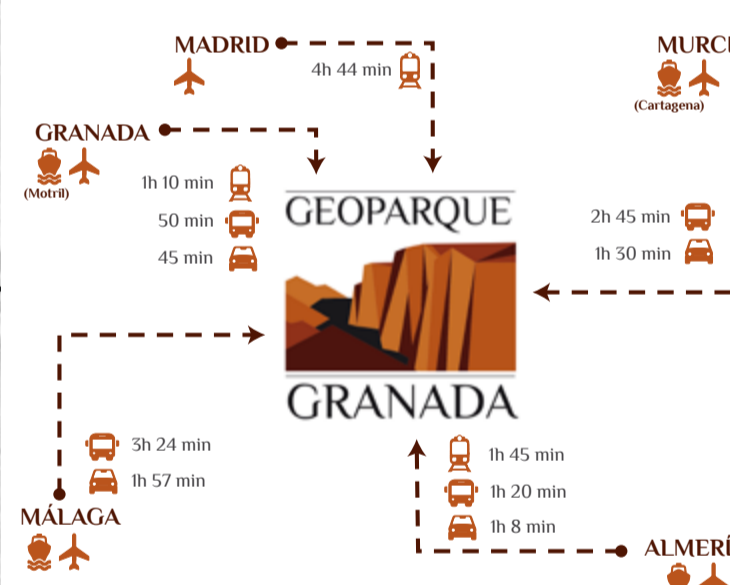 MADRID
4h 44 min
MURCI
(Cartagena)
GRANADA
(Motril)
1h 10 min
50 min
45 min
GEOPARQUE
GRANADA
2h 45 min
1h 30 min
3h 24 min
1h 57 min
MÁLAGA
1h 45 min
1h 20 min
1h 8 min
ALMERÍ